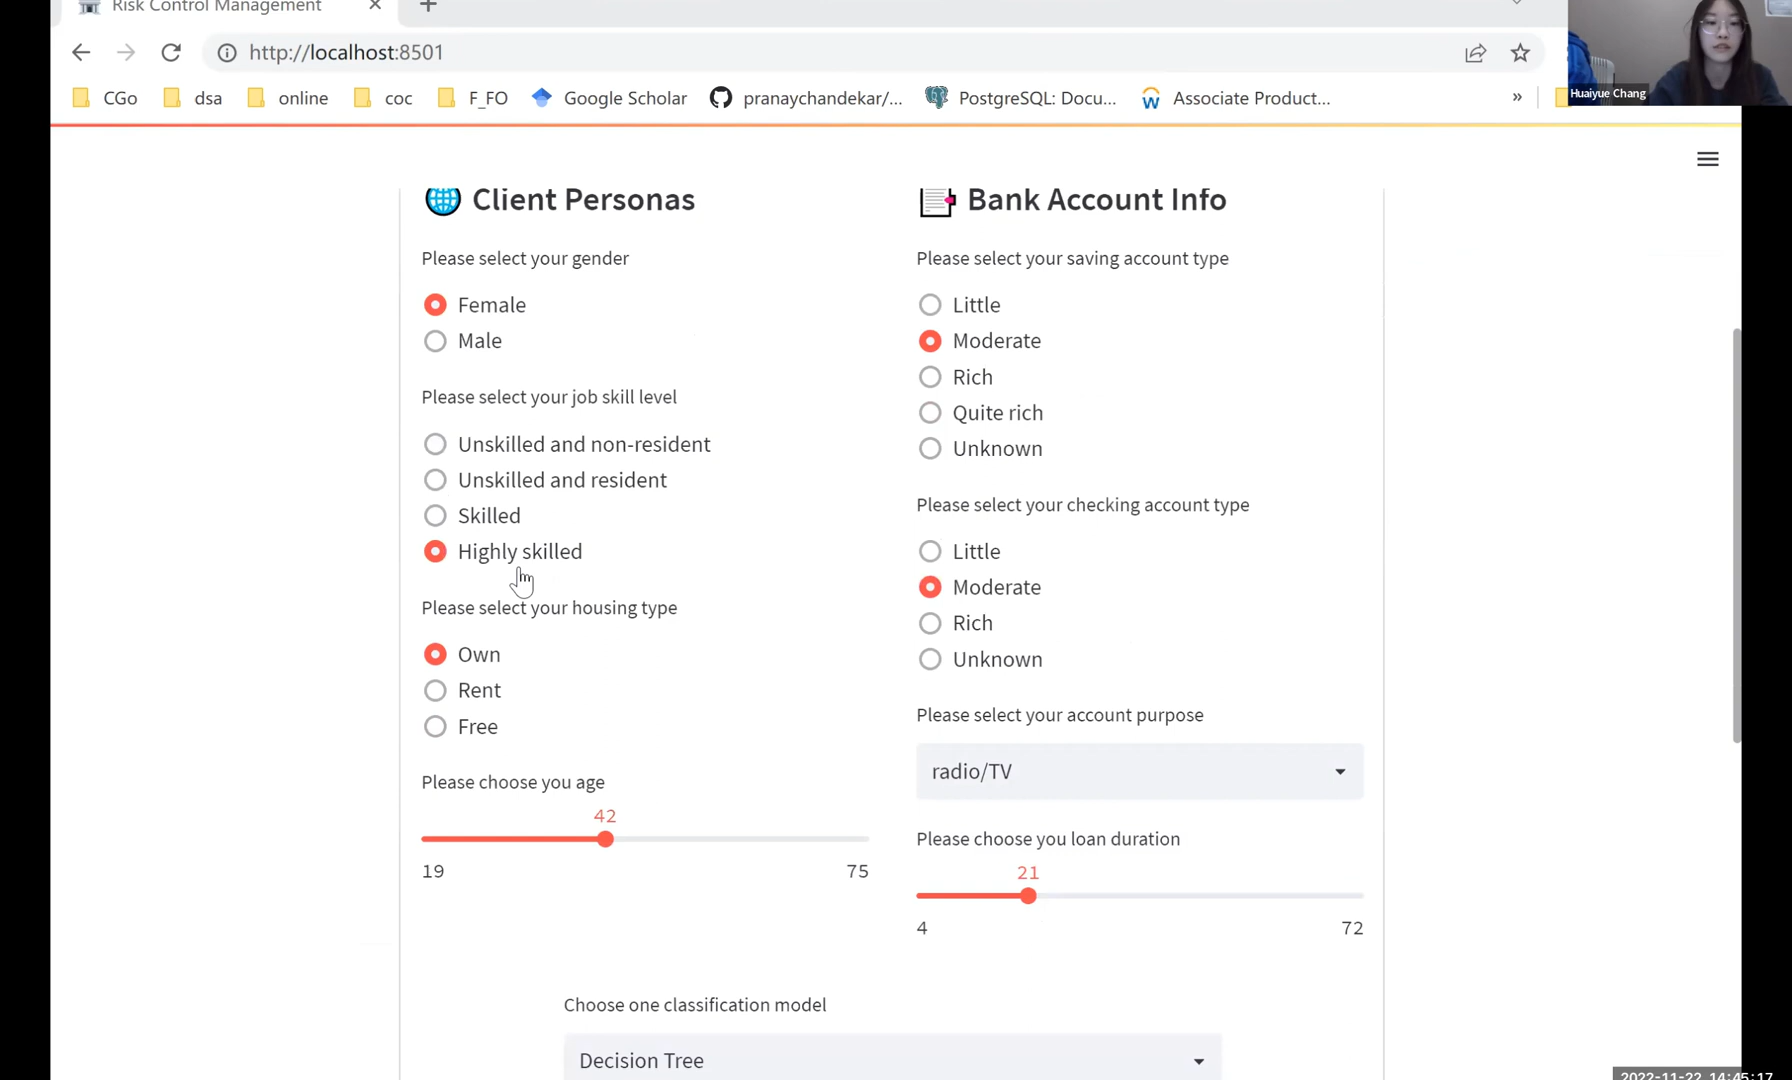 Risk Control Management
http://localhost:8501
CGo dsa online coc F_FO Google Scholar pranaychandekar/... PostgreSQL: Docu... Associate Product... »
Huaiyue Chang
Client Personas
Please select your gender
Female
Male
Please select your job skill level
Unskilled and non-resident
Unskilled and resident
Skilled
Highly skilled
Please select your housing type
Own
Rent
Free
Please choose you age
42
19 75
Bank Account Info
Please select your saving account type
Little
Moderate
Rich
Quite rich
Unknown
Please select your checking account type
Little
Moderate
Rich
Unknown
Please select your account purpose
radio/TV
Please choose you loan duration
21
4 72
Choose one classification model
Decision Tree
2022-11-22 14:45:17